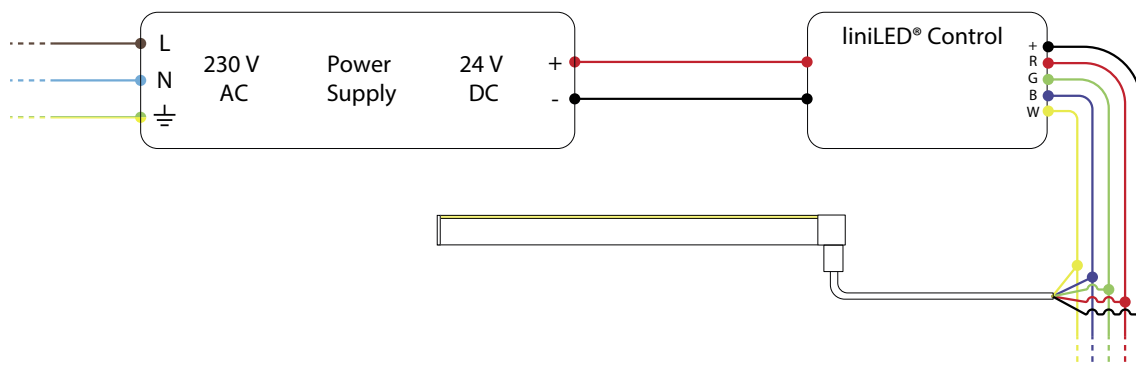 L
N
230 V
AC
Power
Supply
24 V
DC
+
-
liniLED® Control
+
R
G
B
W